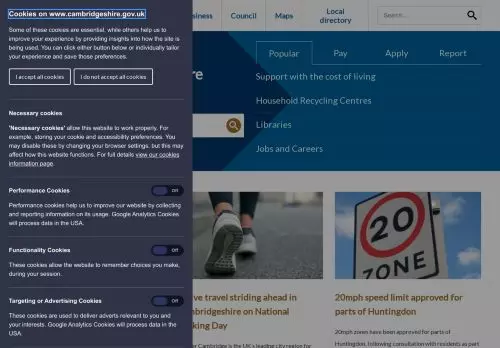 Cookies on www.cambridgeshire.gov.uk
Some of these cookies are essential, while others help us to
improve your experience by providing insights into how the site is
being used. You can click either button below or individually tailor
your experience and save those preferences.
I accept all cookies
I do not accept all cookies
Necessary cookies
'Necessary cookies' allow this website to work properly. For
example, storing your cookie and accessibility preferences. You
may disable these by changing your browser settings, but this may
affect how this website functions. For full details view our cookies
information page.
Performance Cookies
Off
Performance cookies help us to improve our website by collecting
and reporting information on its usage. Google Analytics Cookies
will process data in the USA.
Functionality Cookies
Off
These cookies allow the website to remember choices you make,
during your session.
Targeting or Advertising Cookies
Off
These cookies are used to deliver adverts relevant to you and
your interests. Google Analytics Cookies will process data in the
USA.
siness
Council
Maps
Local
directory
Search...
re
Popular
Pay
Apply
Report
Support with the cost of living
Household Recycling Centres
Libraries
Jobs and Careers
20
ZONE
ve travel striding ahead in
mbridgeshire on National
king Day
er Cambridge is the UK's leading city region for
20mph speed limit approved for
parts of Huntingdon
20mph zones have been approved for parts of
Huntingdon, following consultation with residents as part